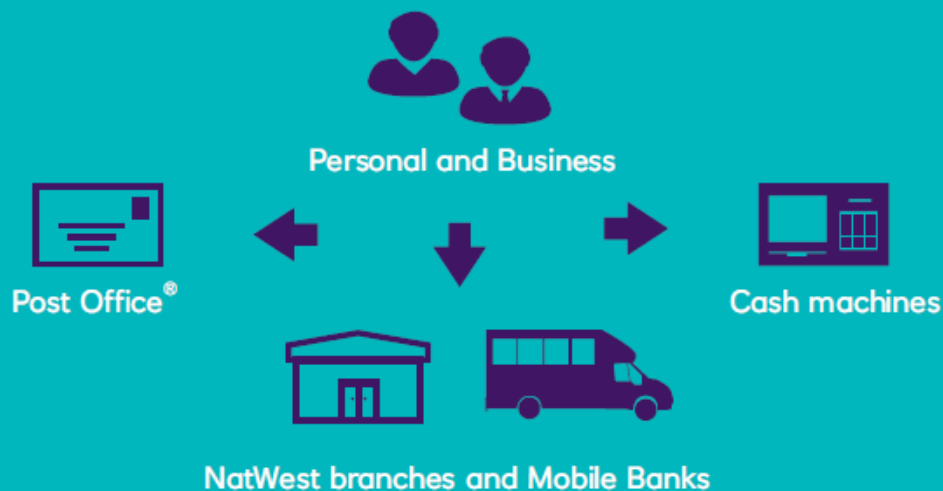 Personal and Business
Post Office®
Cash machines
NatWest branches and Mobile Banks